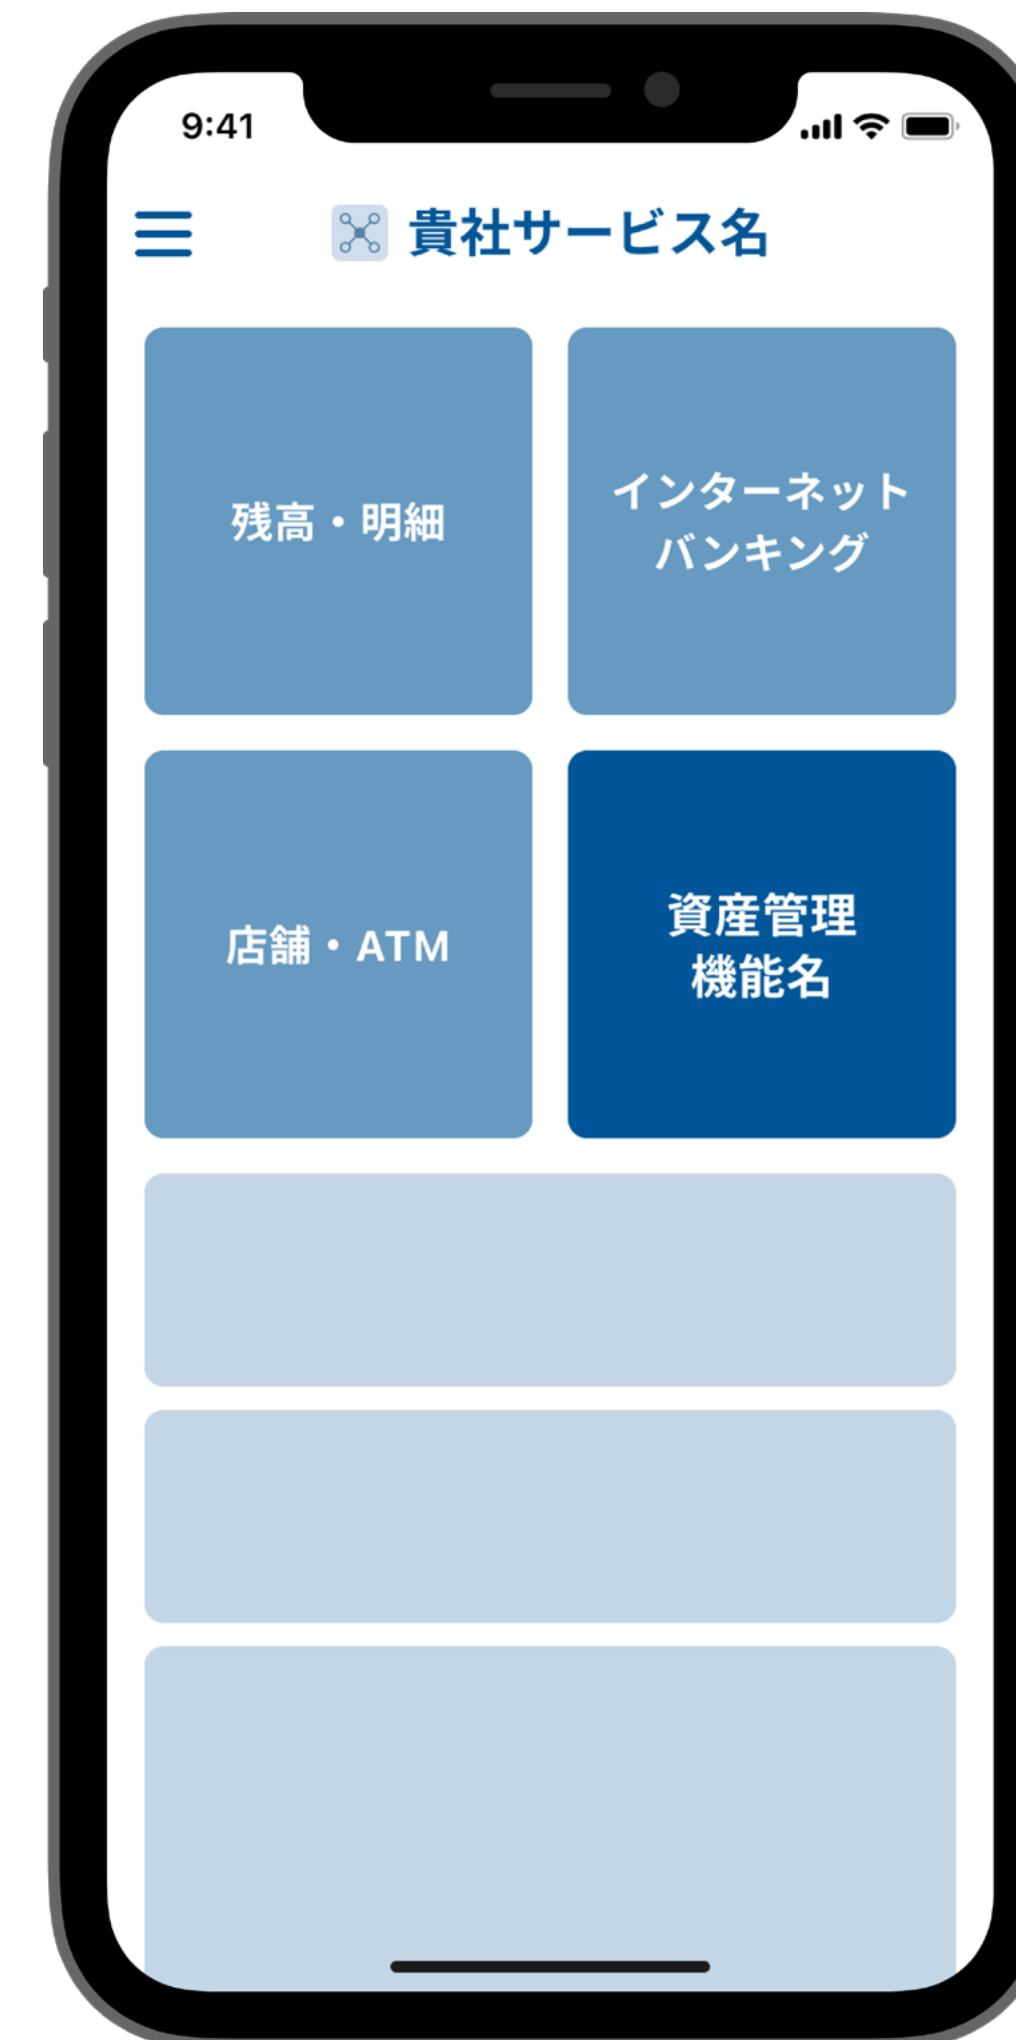 9:41
貴社サービス名
残高・明細
インターネット
バンキング
店舗・ATM
資産管理
機能名